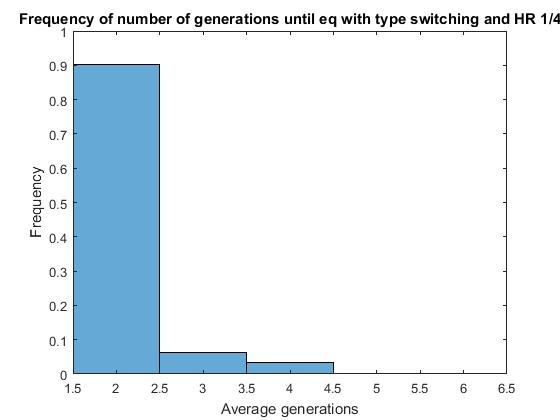 Frequency of number of generations until eq with type switching and HR 1/4
1
0.9
0.8
0.7
0.6
0.5
0.4
0.3
0.2
0.1
0
Frequency
1.5 2 2.5 3 3.5 4 4.5 5 5.5 6 6.5
Average generations